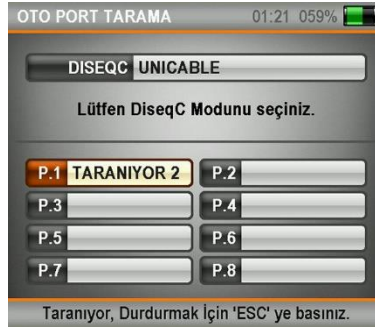 OTO PORT TARAMA 01:21 059%
DISEQC UNICABLE
Lütfen DiseqC Modunu seçiniz.
P.1 TARANIYOR 2 P.2
P.3 P.4
P.5 P.6
P.7 P.8
Taranıyor, Durdurmak İçin 'ESC' ye basınız.